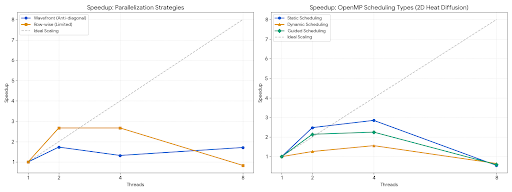 Speedup: Parallelization Strategies
Wavefront (Anti-diagonal)
Row-wise (Limited)
Ideal Scaling
8
7
6
5
4
3
2
1
Speedup
1
2
4
8
Threads
Speedup: OpenMP Scheduling Types (2D Heat Diffusion)
Static Scheduling
Dynamic Scheduling
Guided Scheduling
Ideal Scaling
8
7
6
5
4
3
2
1
Speedup
1
2
4
8
Threads